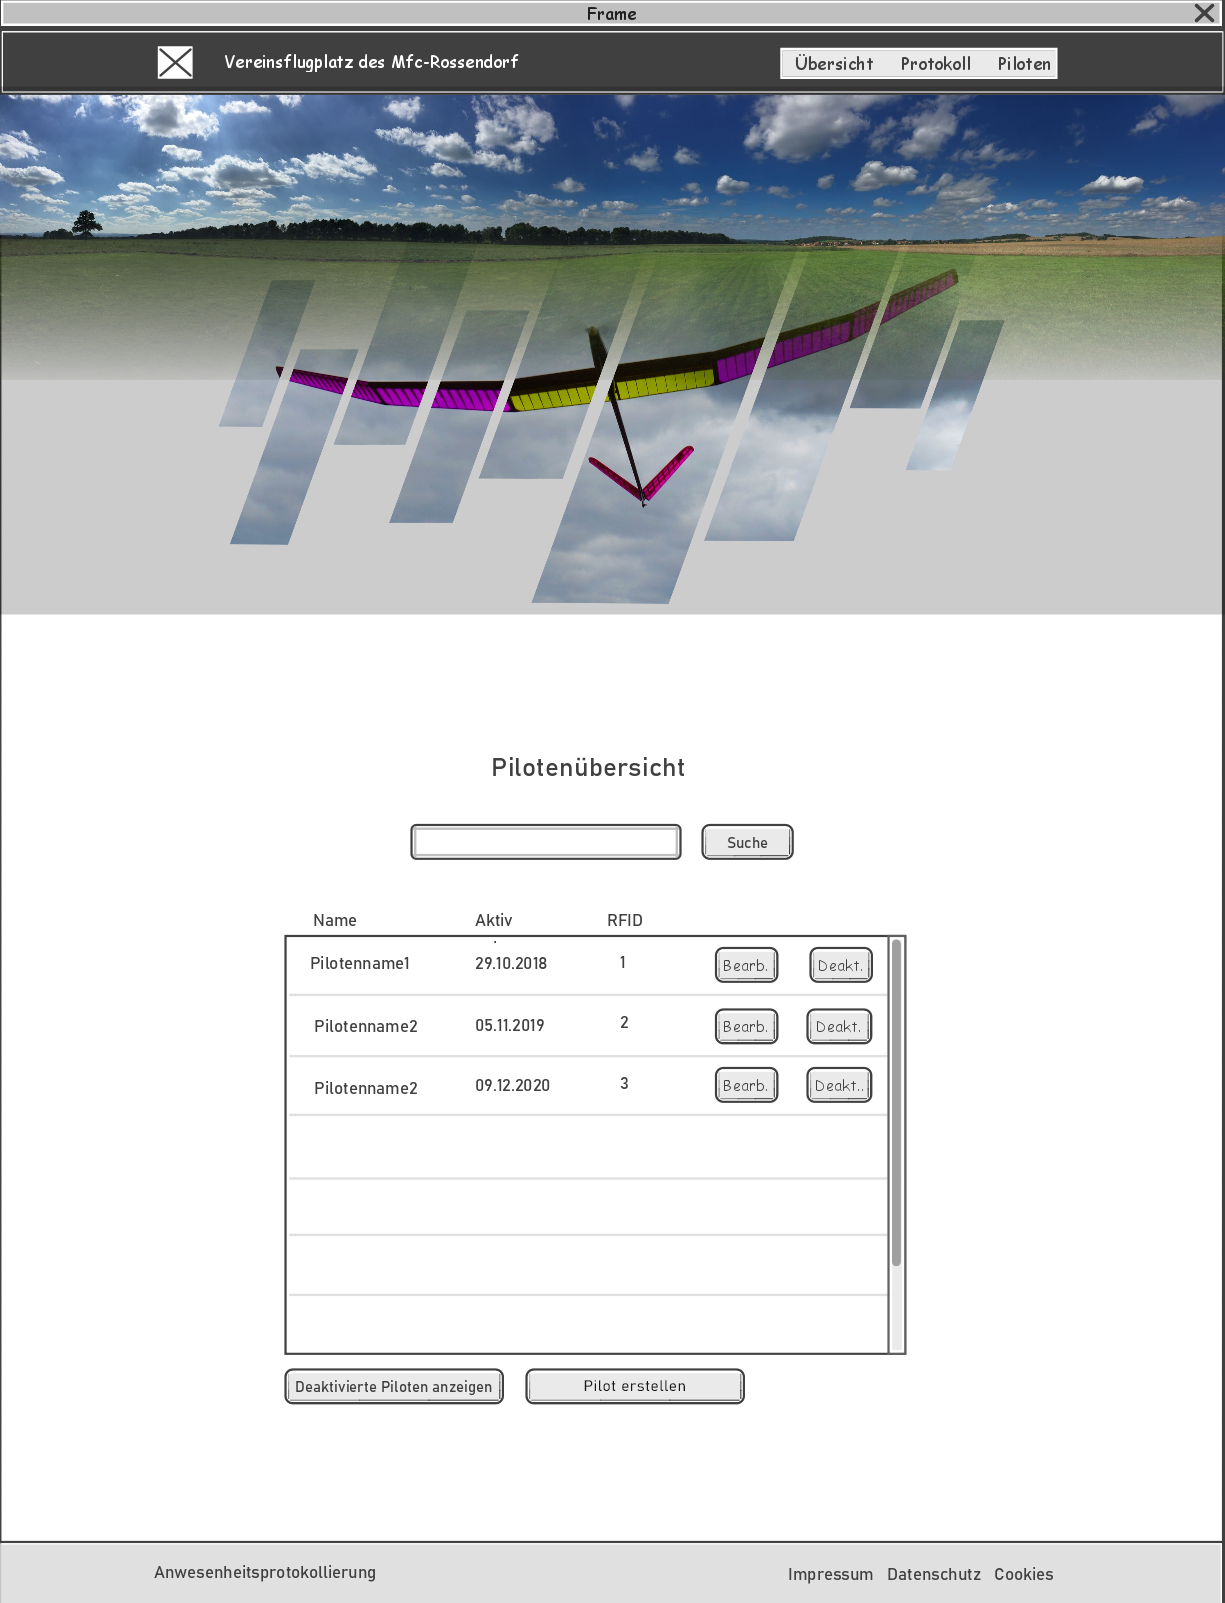 Frame
Vereinsflugplatz des Mfc-Rossendorf
Übersicht Protokoll Piloten
Pilotenübersicht
Suche
Name Aktiv RFID
Pilotenname1 29.10.2018 1 Bearb. Deakt.
Pilotenname2 05.11.2019 2 Bearb. Deakt.
Pilotenname2 09.12.2020 3 Bearb. Deakt..
Deaktivierte Piloten anzeigen Pilot erstellen
Anwesenheitsprotokollierung Impressum Datenschutz Cookies